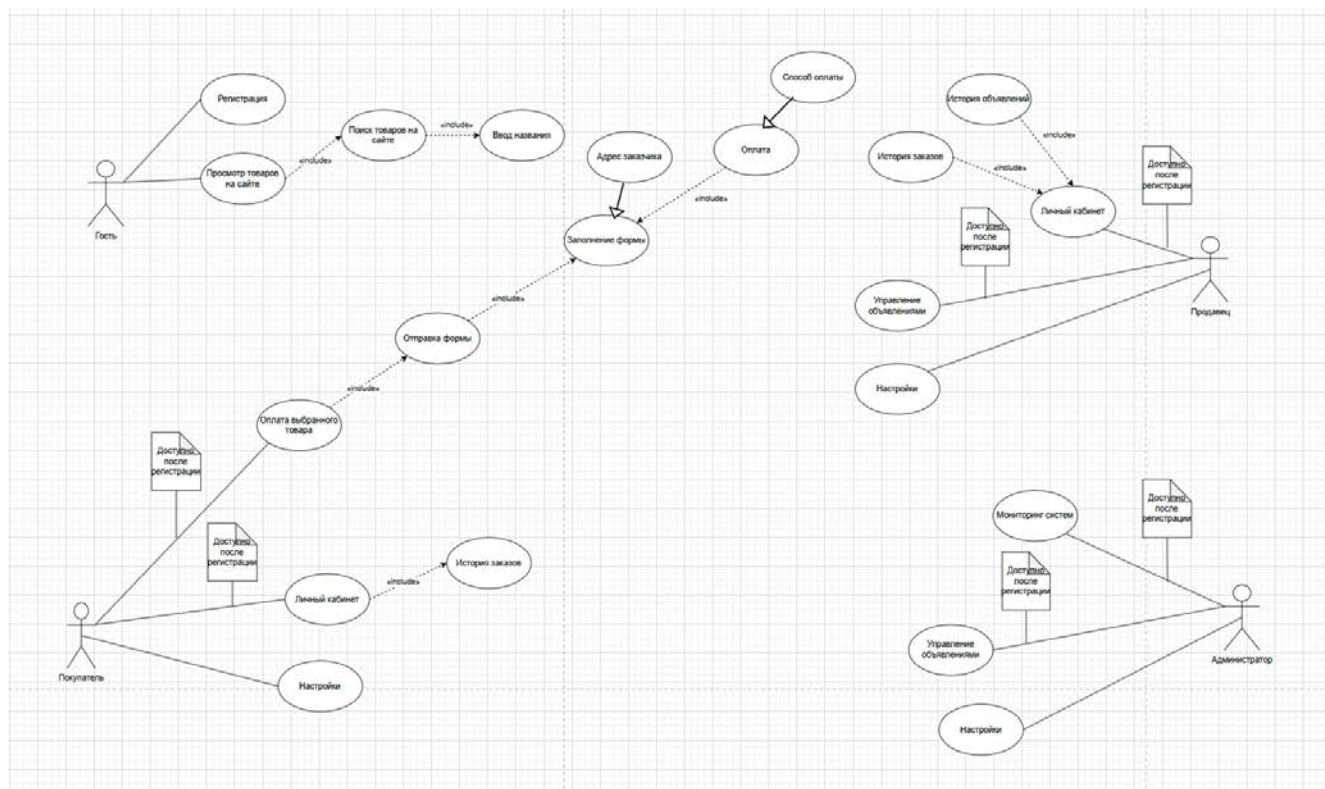 Способ оплаты
Регистрация
История объявлений
Поиск товаров на
сайте
«include»
Ввод названия
«include»
Просмотр товаров
на сайте
Гость
Адрес заказчика
Оплата
«include»
Заполнение формы
«include»
История заказов
«include»
«include»
Личный кабинет
Доступно
после
регистрации
Доступно
после
регистрации
Управление
объявлениями
Продавец
Настройки
Отправка формы
«include»
Оплата выбранного
товара
Доступно
после
регистрации
Доступно
после
регистрации
История заказов
«include»
Личный кабинет
Покупатель
Настройки
Мониторинг систем
Доступно
после
регистрации
Доступно
после
регистрации
Управление
объявлениями
Администратор
Настройки